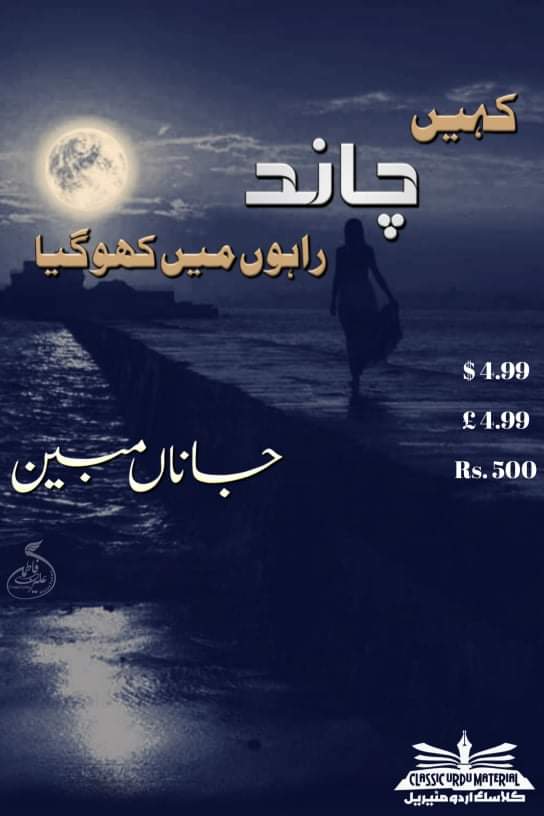 کہیں
چاند
راہوں میں کھو گیا
$ 4.99
£ 4.99
Rs. 500
جاناں مبین
CLASSIC URDU MATERIAL
کلاسک اردو مٹیریل